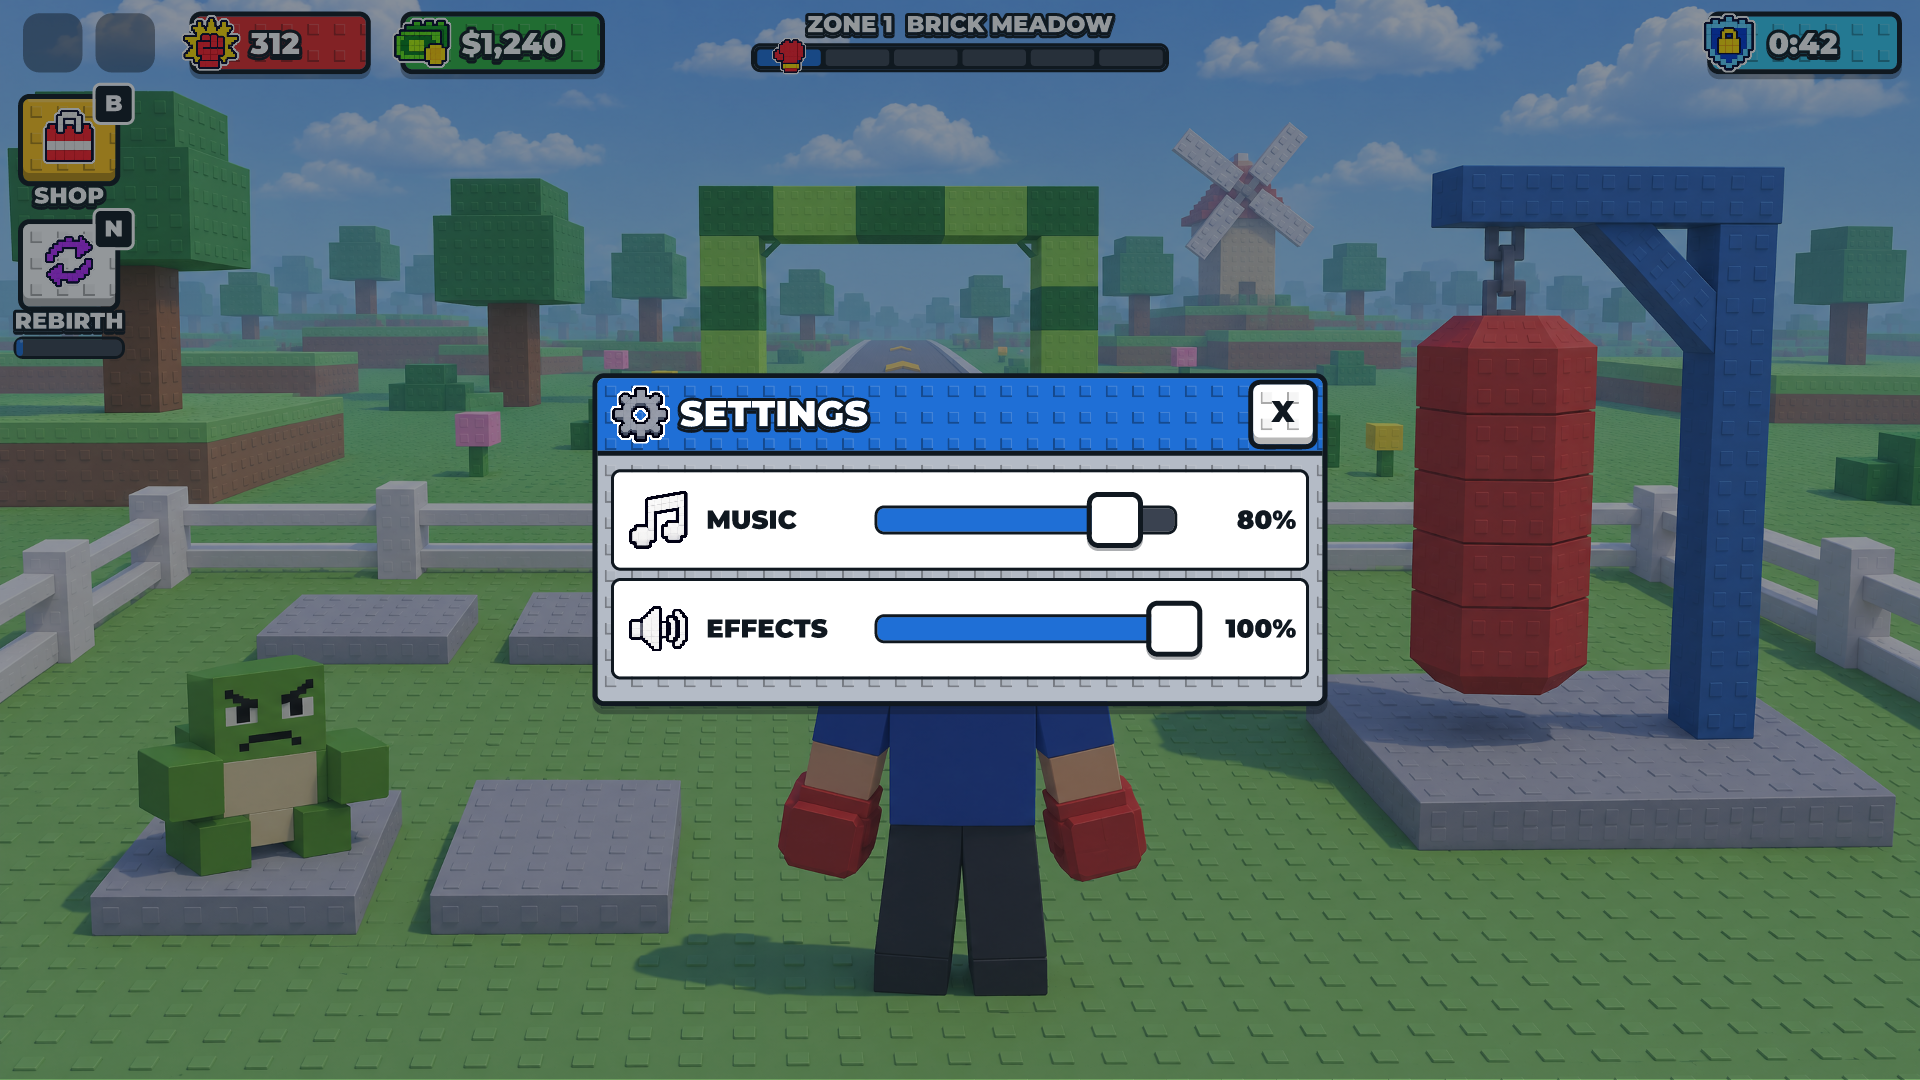 312
$1,240
ZONE 1 BRICK MEADOW
0:42
B
SHOP
N
REBIRTH
SETTINGS
X
MUSIC
80%
EFFECTS
100%